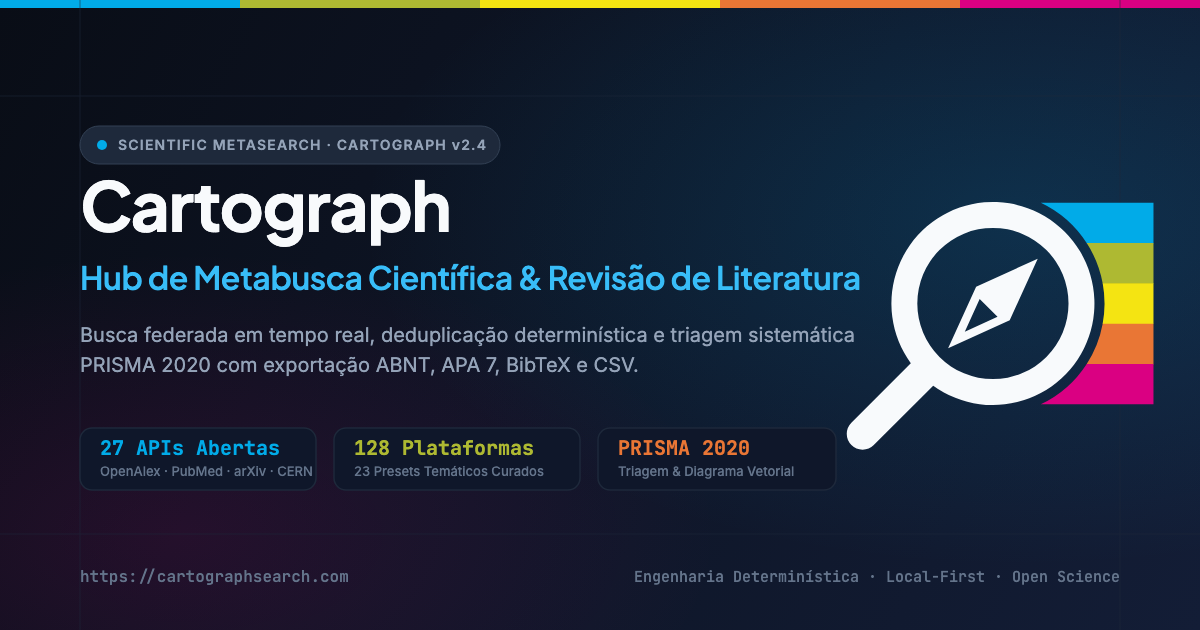 SCIENTIFIC METASEARCH · CARTOGRAPH v2.4
Cartograph
Hub de Metabusca Científica & Revisão de Literatura
Busca federada em tempo real, deduplicação determinística e triagem sistemática
PRISMA 2020 com exportação ABNT, APA 7, BibTeX e CSV.
27 APIs Abertas
OpenAlex · PubMed · arXiv · CERN
128 Plataformas
23 Presets Temáticos Curados
PRISMA 2020
Triagem & Diagrama Vetorial
https://cartographsearch.com
Engenharia Determinística · Local-First · Open Science